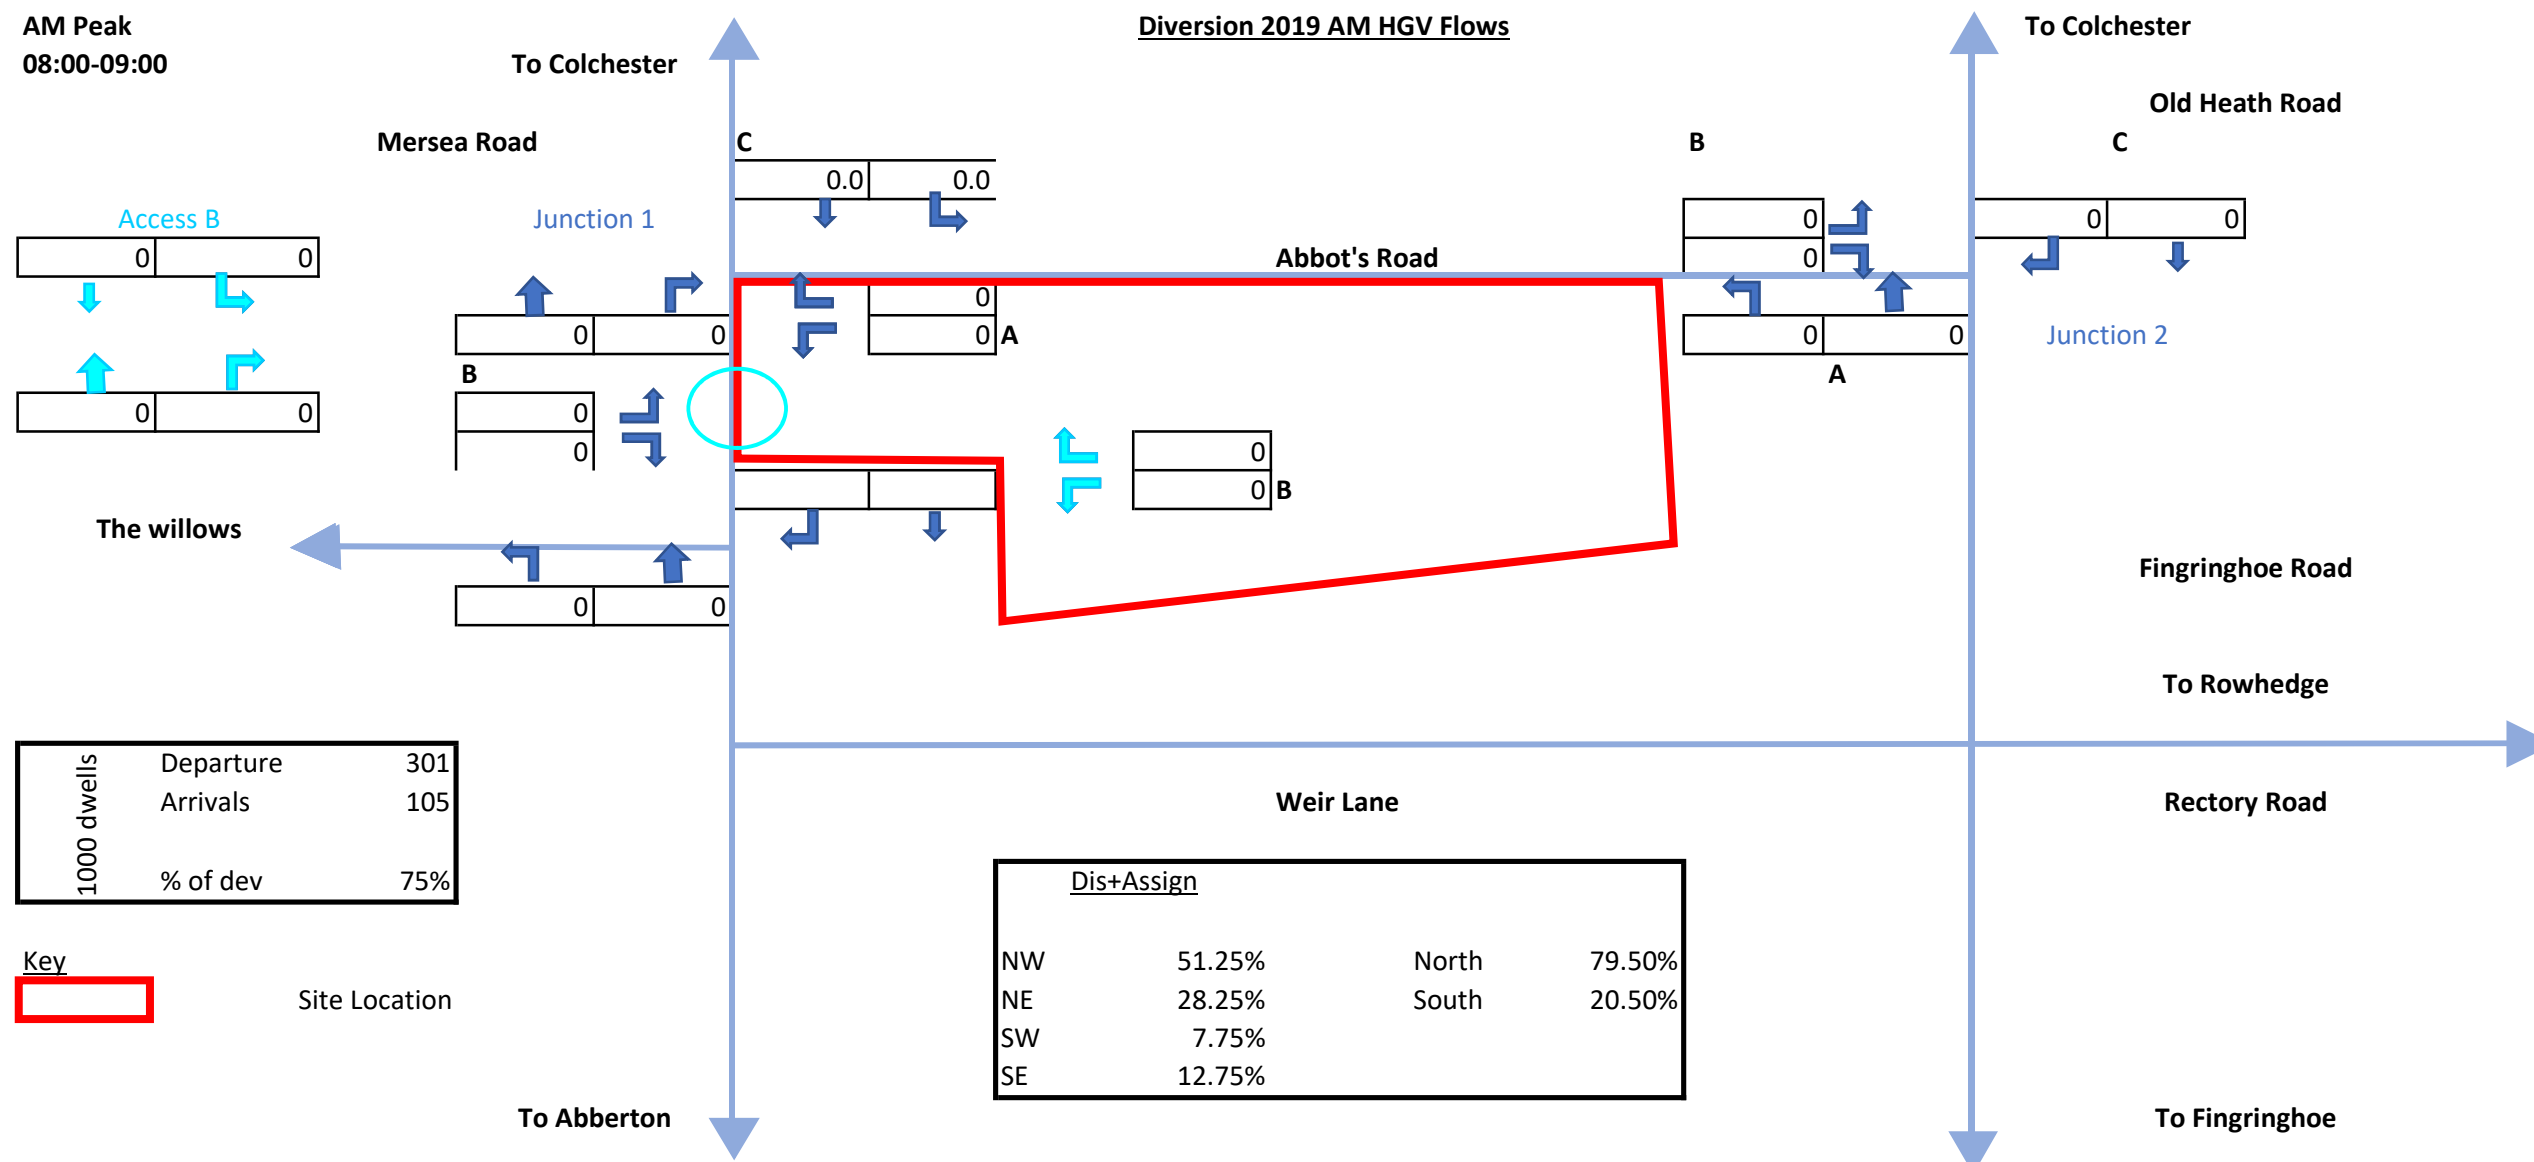 AM Peak
08:00-09:00
Diversion 2019 AM HGV Flows
To Colchester
To Colchester
Old Heath Road
Mersea Road
C
B
C
0.0 0.0
Access B
Junction 1
0
0 0
0 0
0
Abbot's Road
0
0 0
0
A
0 0
Junction 2
B
A
0 0
0
0
0
0 B
The willows
Fingringhoe Road
0 0
To Rowhedge
1000 dwells
Departure 301
Arrivals 105
% of dev 75%
Weir Lane
Rectory Road
Dis+Assign
NW 51.25% North 79.50%
NE 28.25% South 20.50%
SW 7.75%
SE 12.75%
Key
Site Location
To Abberton
To Fingringhoe